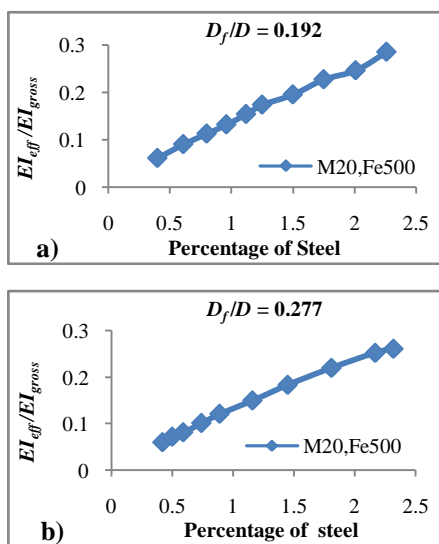 D_f/D = 0.192
EI_eff/EI_gross
0.3
0.2
0.1
0
M20,Fe500
0 0.5 1 1.5 2 2.5
a) Percentage of Steel
D_f/D = 0.277
EI_eff/EI_gross
0.3
0.2
0.1
0
M20,Fe500
0 0.5 1 1.5 2 2.5
b) Percentage of steel